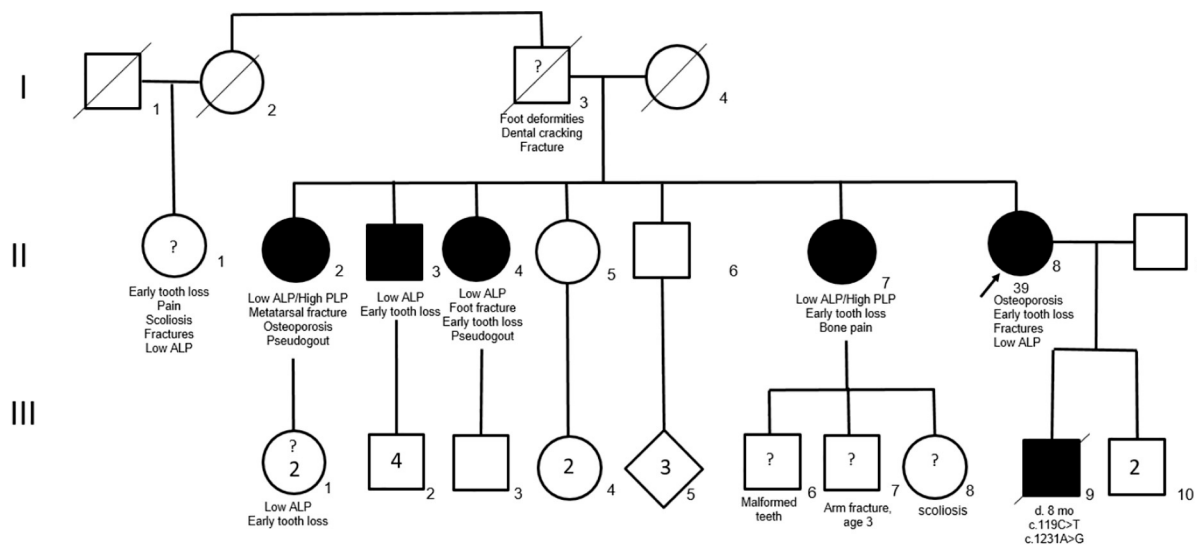 I
?
1
2
3
4
Foot deformities
Dental cracking
Fracture
II
?
1
2
3
4
5
6
7
8
Early tooth loss
Pain
Scoliosis
Fractures
Low ALP
Low ALP/High PLP
Metatarsal fracture
Osteoporosis
Pseudogout
Low ALP
Early tooth loss
Low ALP
Foot fracture
Early tooth loss
Pseudogout
Low ALP/High PLP
Early tooth loss
Bone pain
39
Osteoporosis
Early tooth loss
Fractures
Low ALP
III
?
2
1
4
2
3
2
4
3
5
?
6
?
7
?
8
9
2
10
Low ALP
Early tooth loss
Malformed
teeth
Arm fracture,
age 3
scoliosis
d. 8 mo
c.119C>T
c.1231A>G